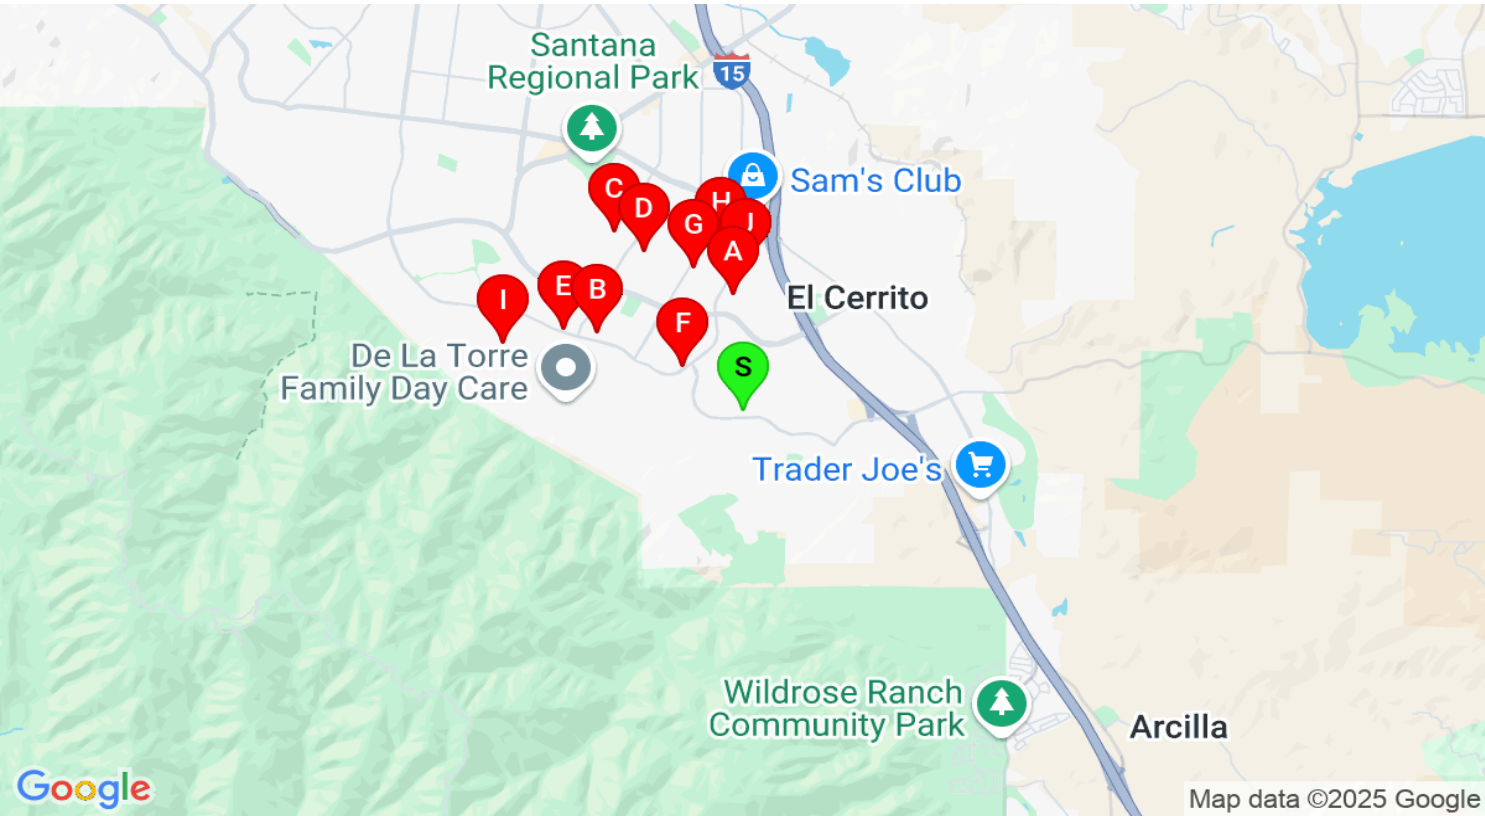 Santana
Regional Park
15
Sam's Club
C
D
H
G
J
A
E
B
I
F
El Cerrito
De La Torre
Family Day Care
S
Trader Joe's
Wildrose Ranch
Community Park
Arcilla
Google
Map data ©2025 Google